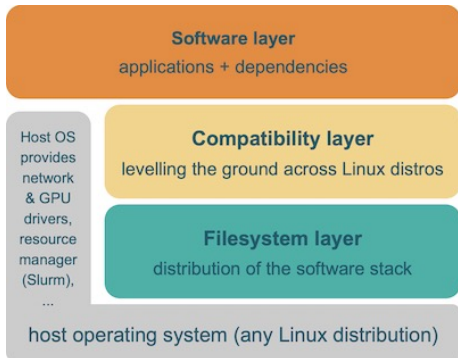 Software layer
applications + dependencies
Host OS
provides
network
& GPU
drivers,
resource
manager
(Slurm),
...
Compatibility layer
levelling the ground across Linux distros
Filesystem layer
distribution of the software stack
host operating system (any Linux distribution)